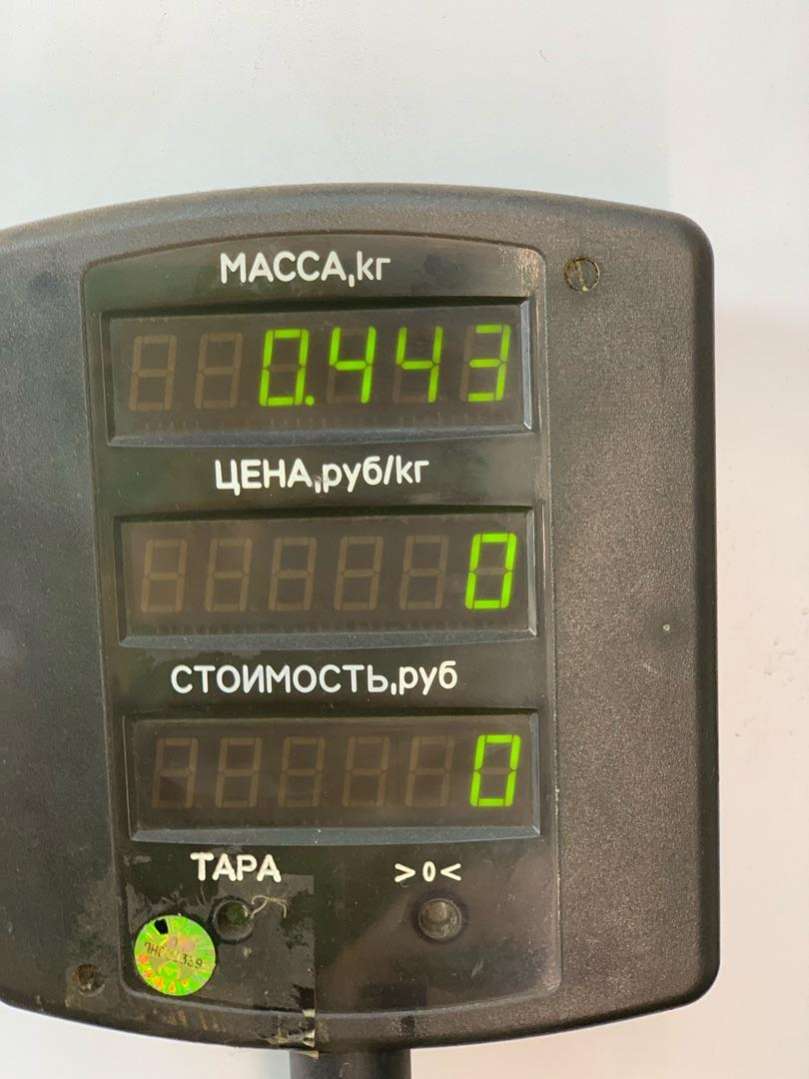 МАССА,кг
0.443
ЦЕНА,руб/кг
0
СТОИМОСТЬ,руб
0
ТАРА >0<